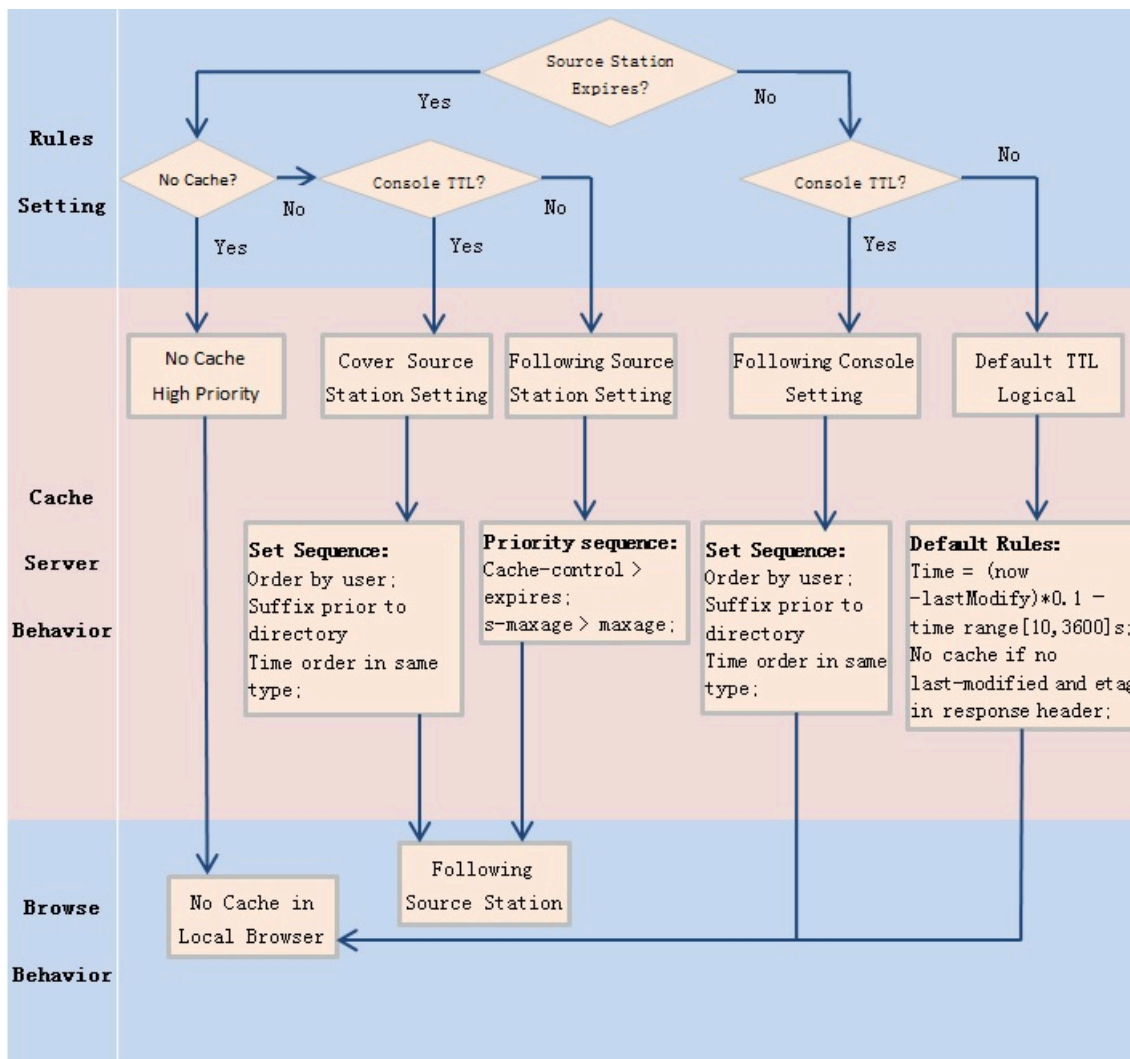 Source Station
Expires?
Yes
No
Rules
Setting
No Cache?
No
Console TTL?
No
Console TTL?
No
Yes
Yes
Yes
No Cache
High Priority
Cover Source
Station Setting
Following Source
Station Setting
Following Console
Setting
Default TTL
Logical
Cache
Server
Behavior
Set Sequence:
Order by user;
Suffix prior to
directory
Time order in same
type;
Priority sequence:
Cache-control >
expires;
s-maxage > maxage;
Set Sequence:
Order by user;
Suffix prior to
directory
Time order in same
type;
Default Rules:
Time = (now
-lastModify)*0.1 -
time range[10,3600]s;
No cache if no
last-modified and etag
in response header;
Browse
Behavior
No Cache in
Local Browser
Following
Source Station